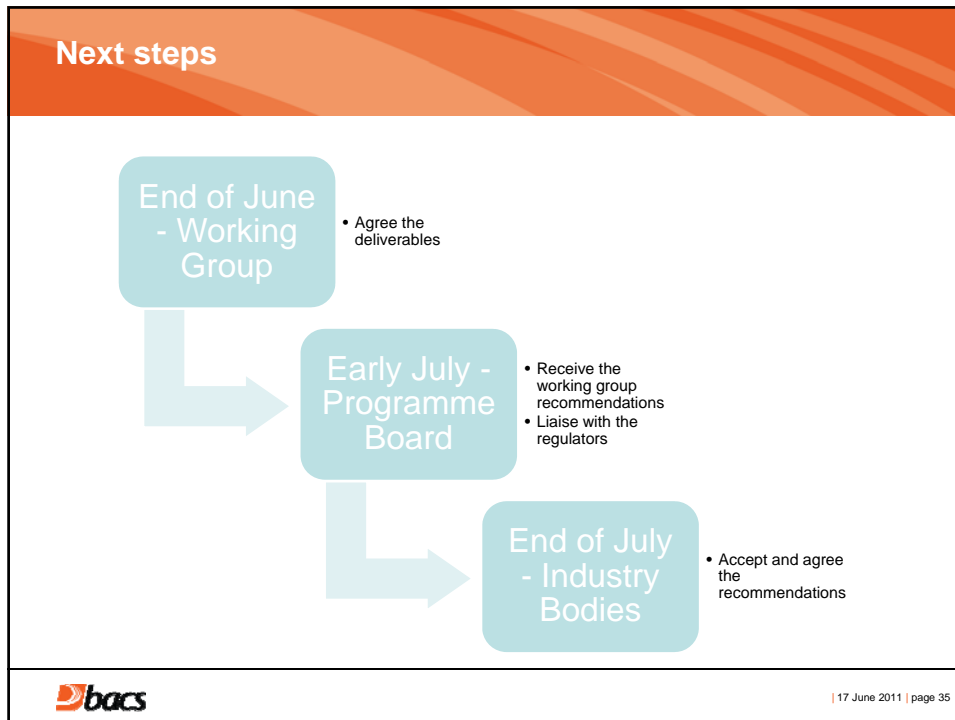 Next steps
End of June
- Working
Group
• Agree the
deliverables
Early July -
Programme
Board
• Receive the
working group
recommendations
• Liaise with the
regulators
End of July
- Industry
Bodies
• Accept and agree
the
recommendations
bacs
| 17 June 2011 | page 35